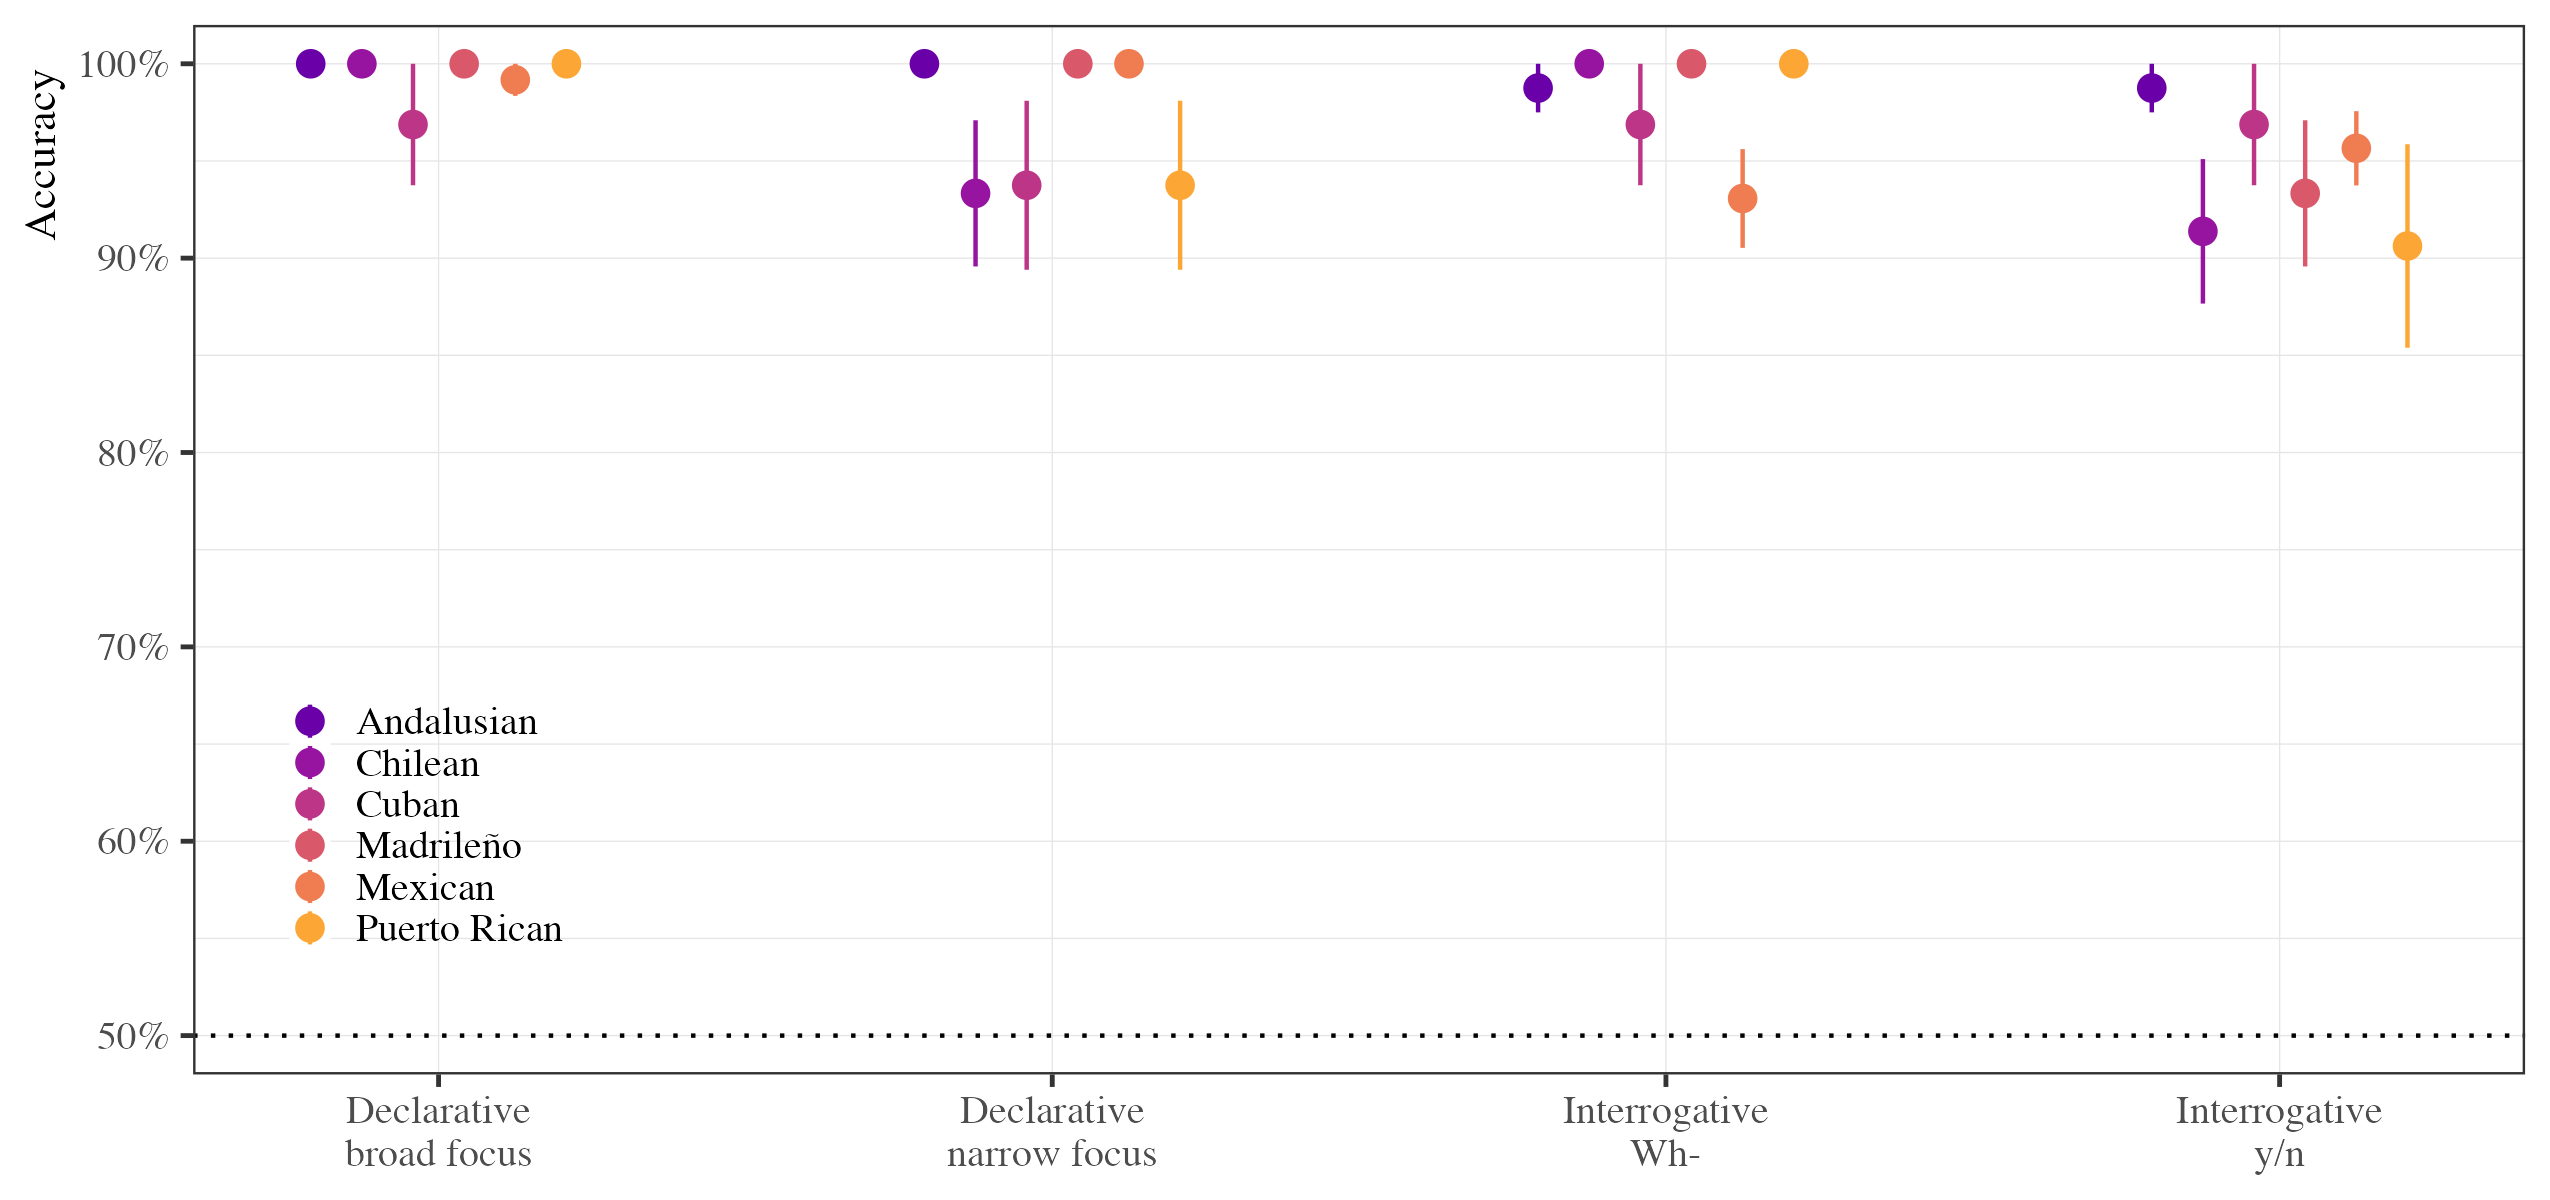 Accuracy
100%
90%
80%
70%
60%
50%
Andalusian
Chilean
Cuban
Madrileño
Mexican
Puerto Rican
Declarative
broad focus
Declarative
narrow focus
Interrogative
Wh-
Interrogative
y/n